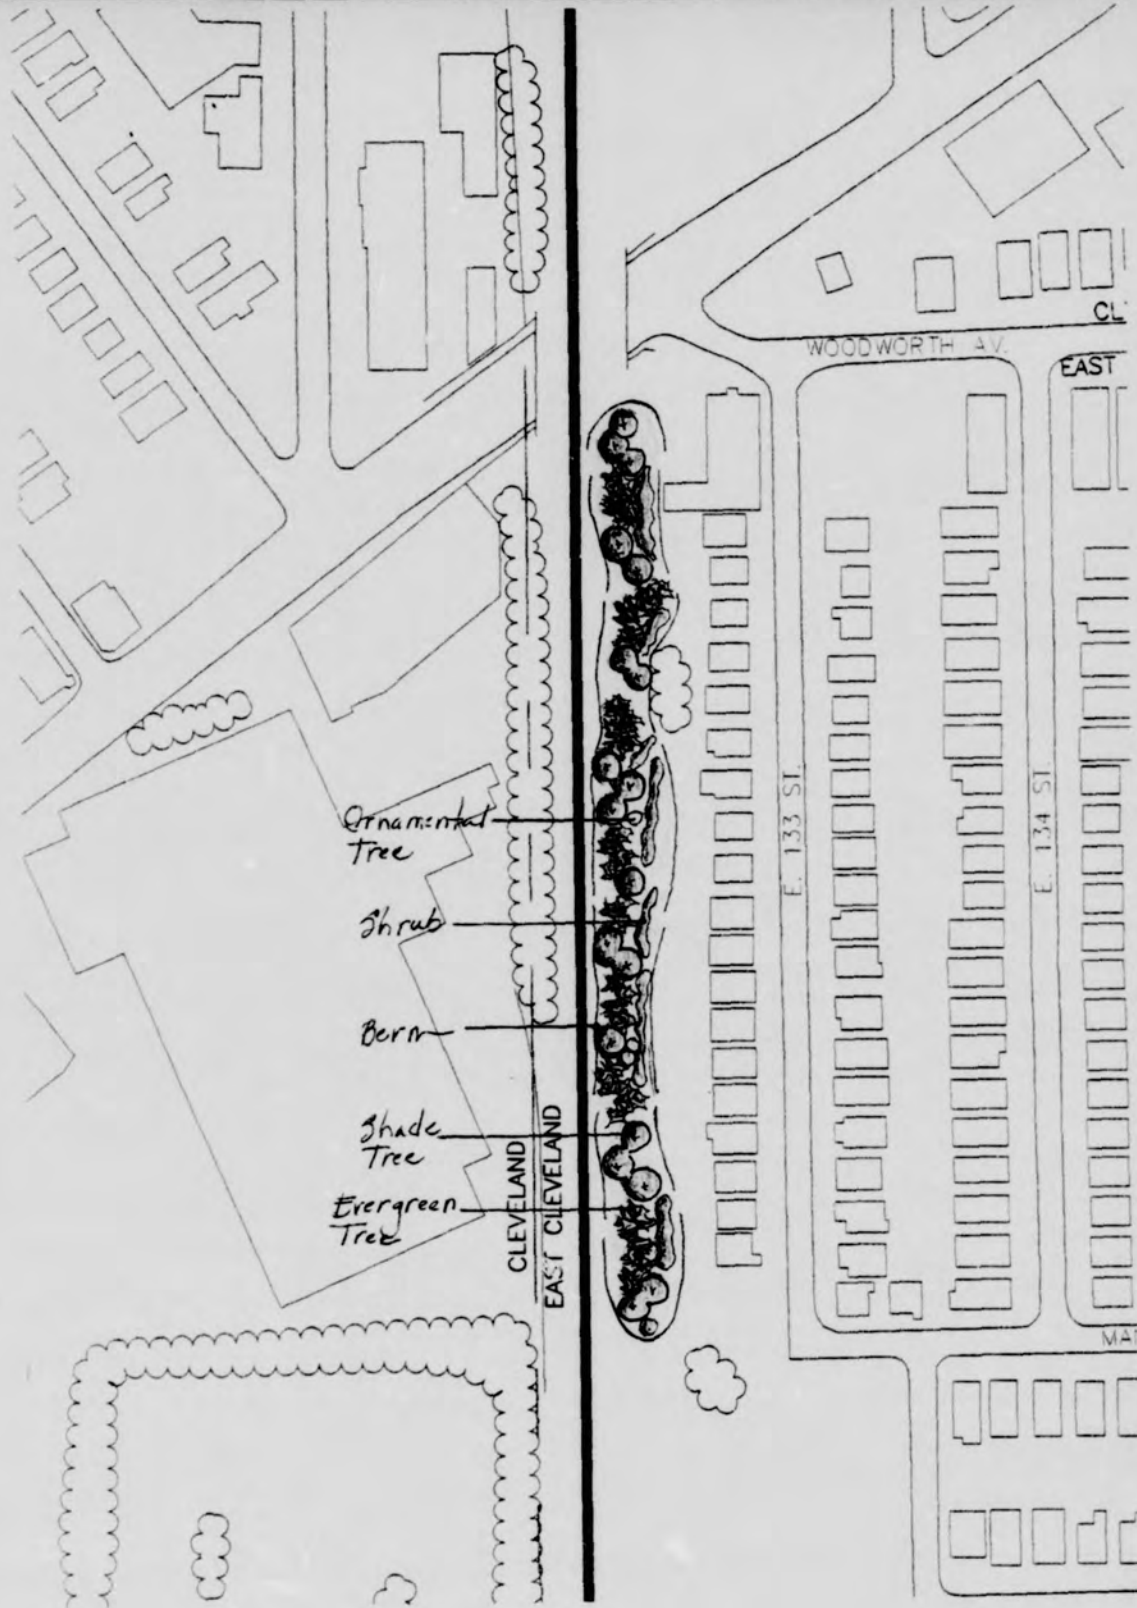 CL
WOODWORTH AV.
EAST
Ornamental
Tree
Shrub
Berm
Shade
Tree
Evergreen
Tree
CLEVELAND
EAST CLEVELAND
E. 133 ST.
E. 134 ST.
MA